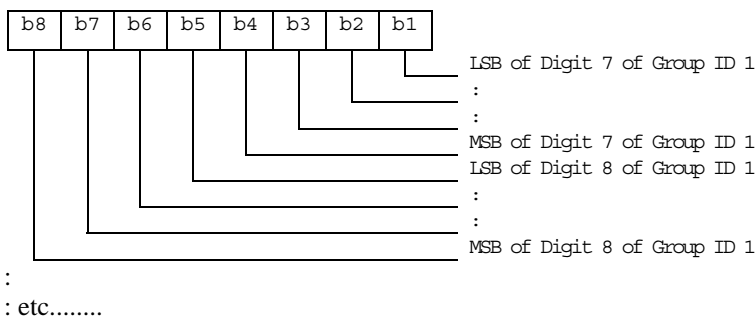 b8 b7 b6 b5 b4 b3 b2 b1
LSB of Digit 7 of Group ID 1
:
:
MSB of Digit 7 of Group ID 1
LSB of Digit 8 of Group ID 1
:
:
MSB of Digit 8 of Group ID 1
:
: etc........